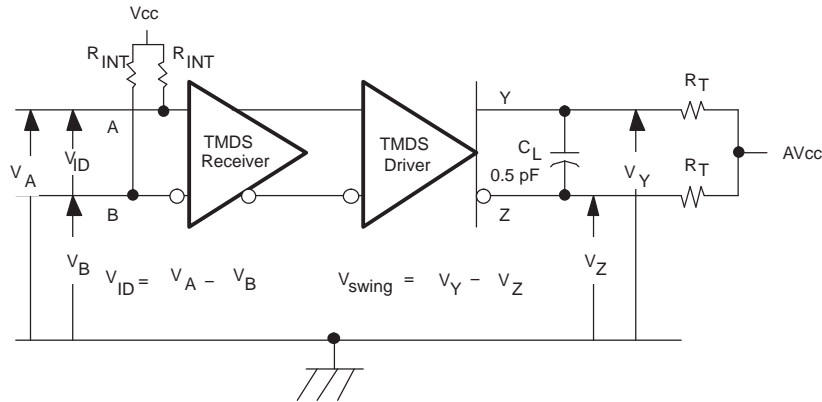 Vcc
RINT RINT
A
TMDS
Receiver
TMDS
Driver
Y
CL
0.5 pF
RT
AVcc
VA
VID
VY
RT
B
Z
VB
VZ
VID = VA − VB
Vswing = VY − VZ